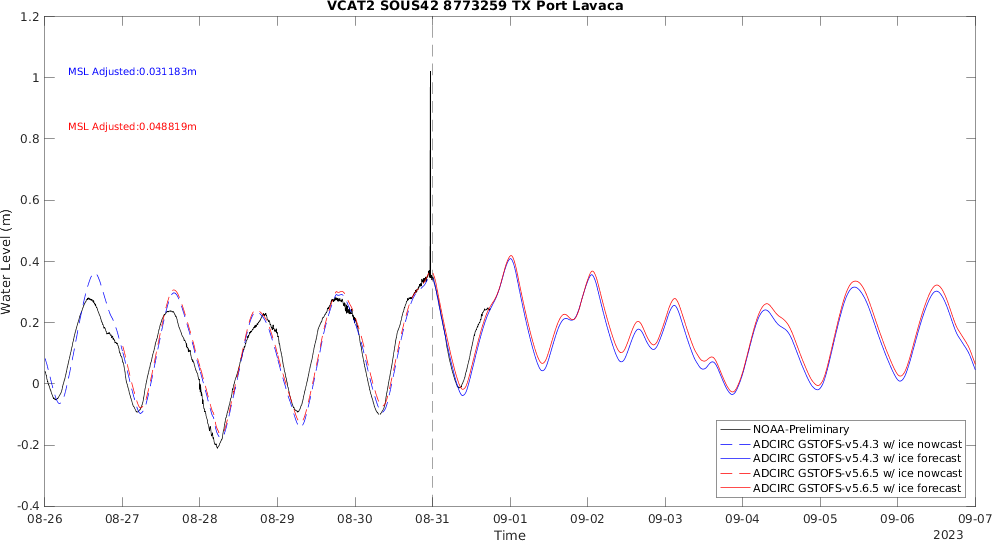 VCAT2 SOUS42 8773259 TX Port Lavaca
1.2
1
0.8
0.6
0.4
0.2
0
-0.2
-0.4
Water Level (m)
MSL Adjusted:0.031183m
MSL Adjusted:0.048819m
NOAA-Preliminary
ADCIRC GSTOFS-v5.4.3 w/ ice nowcast
ADCIRC GSTOFS-v5.4.3 w/ ice forecast
ADCIRC GSTOFS-v5.6.5 w/ ice nowcast
ADCIRC GSTOFS-v5.6.5 w/ ice forecast
08-26 08-27 08-28 08-29 08-30 08-31 09-01 09-02 09-03 09-04 09-05 09-06 09-07
Time
2023